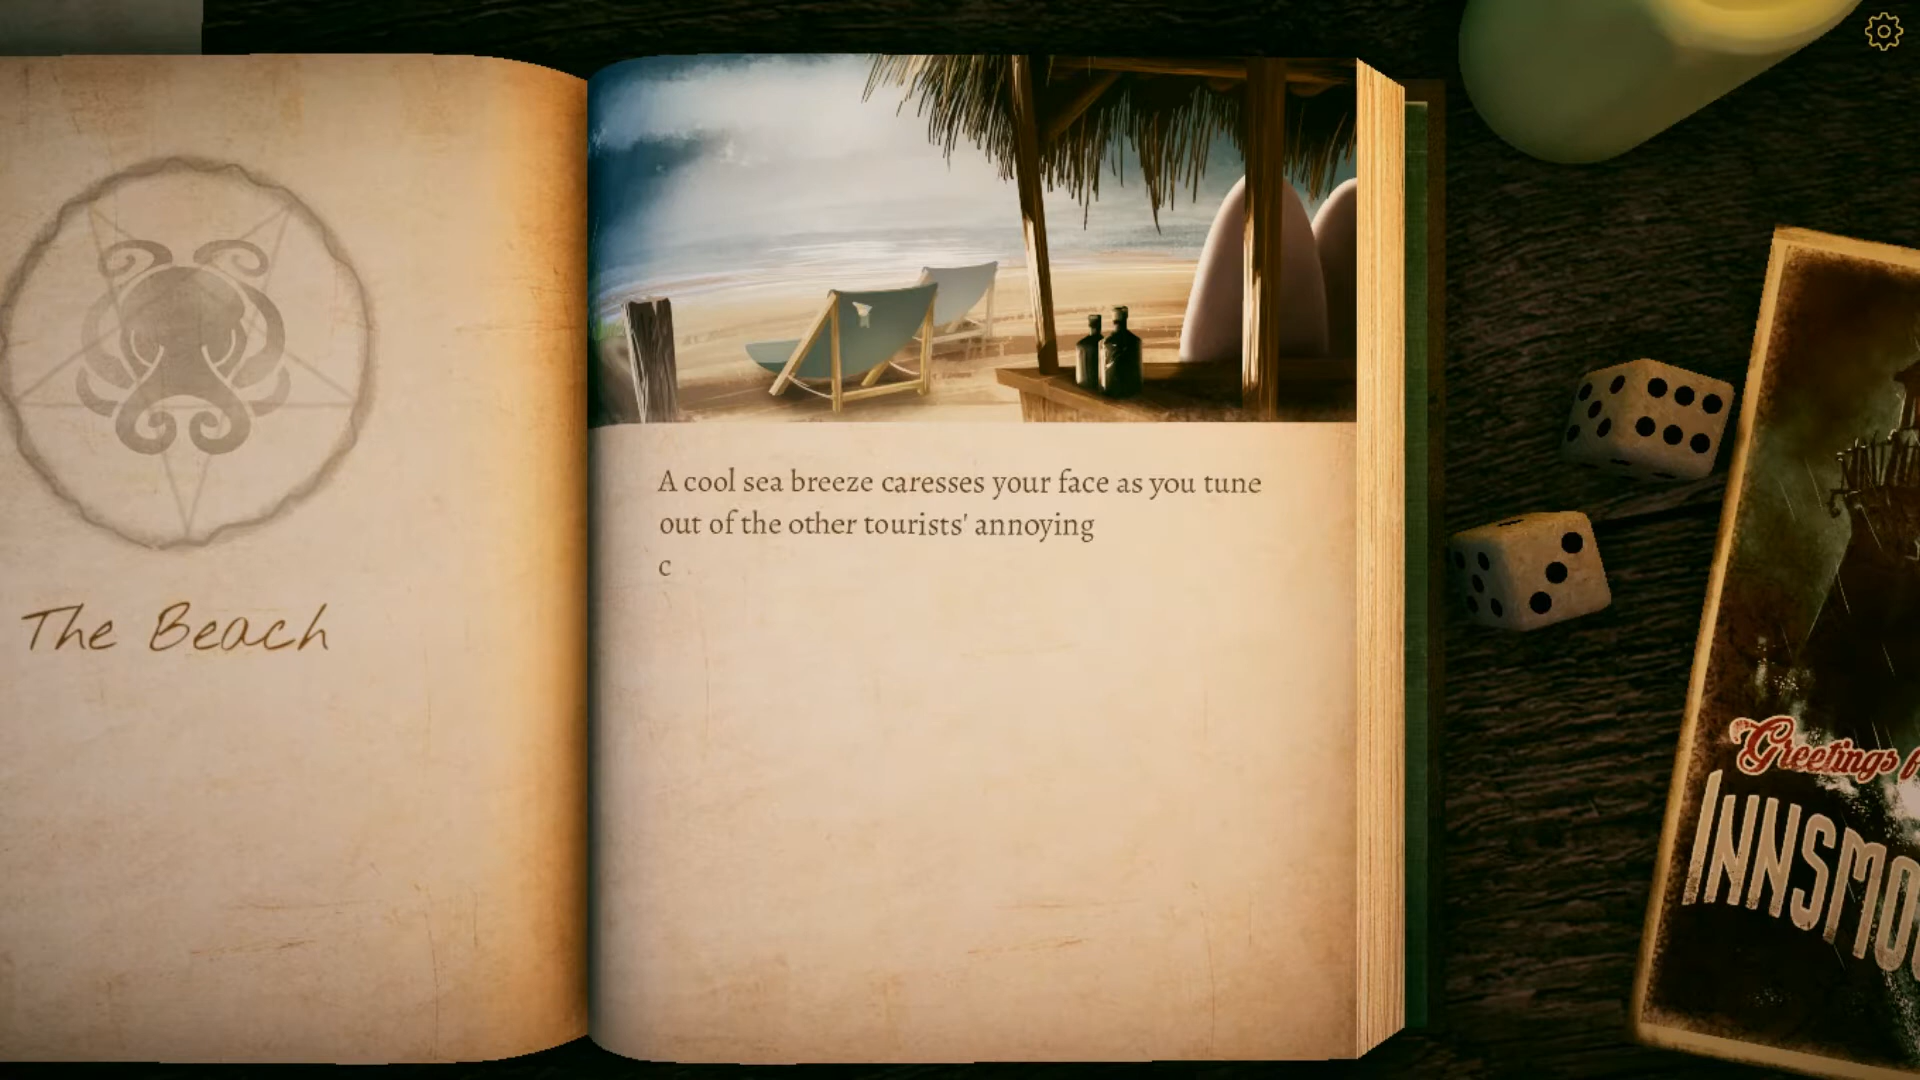 The Beach
A cool sea breeze caresses your face as you tune
out of the other tourists' annoying
c
Greetings f
INNSMO